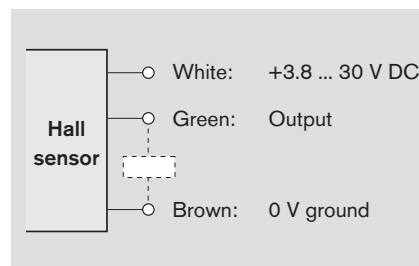 Hall
sensor
White: +3.8 ... 30 V DC
Green: Output
Brown: 0 V ground